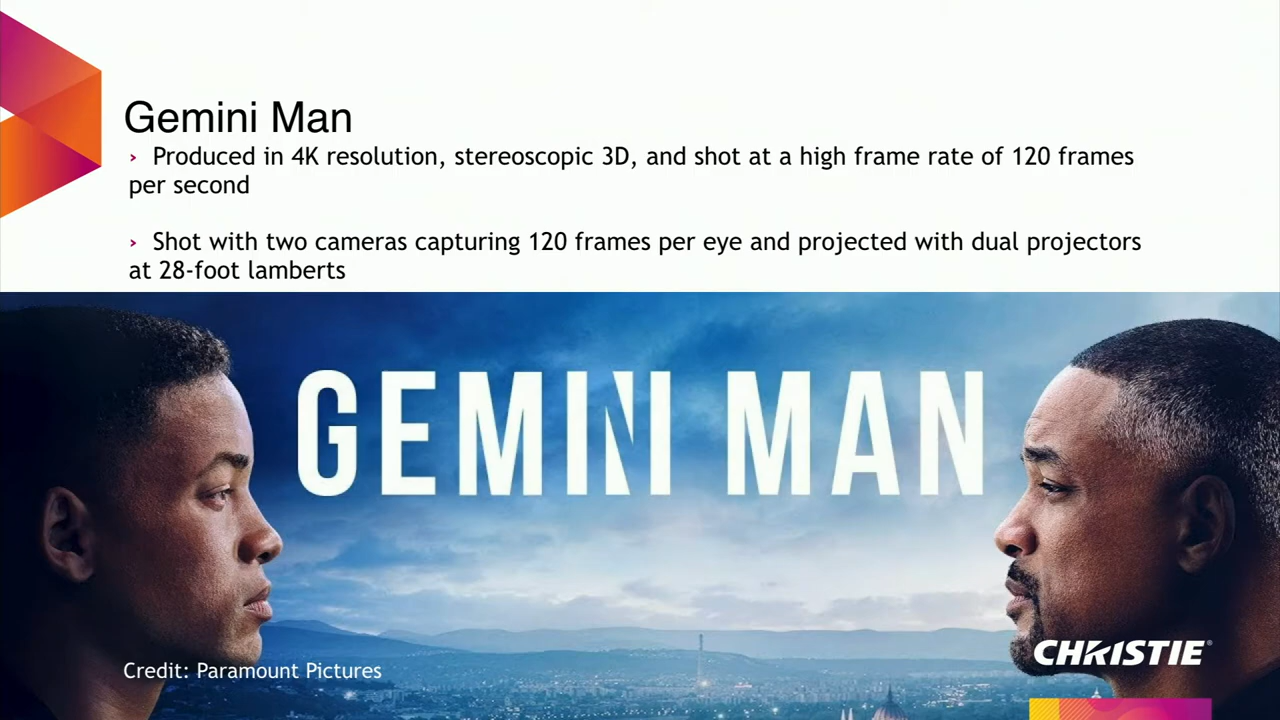 Gemini Man
› Produced in 4K resolution, stereoscopic 3D, and shot at a high frame rate of 120 frames
per second
› Shot with two cameras capturing 120 frames per eye and projected with dual projectors
at 28-foot lamberts
GEMINI MAN
Credit: Paramount Pictures
CHRISTIE®